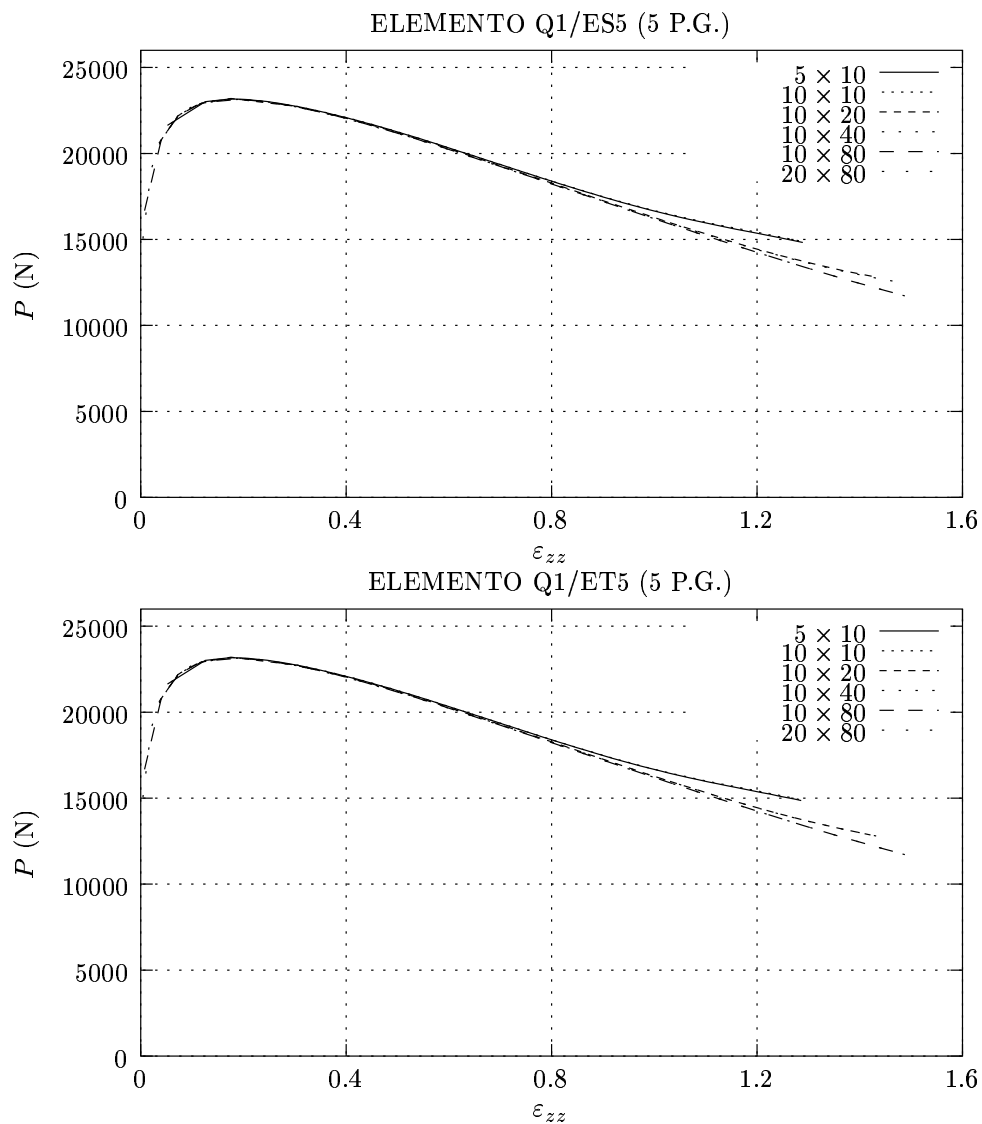 ELEMENTO Q1/ES5 (5 P.G.)
25000
20000
15000
10000
5000
0
P (N)
5 × 10
10 × 10
10 × 20
10 × 40
10 × 80
20 × 80
0 0.4 0.8 1.2 1.6
εzz
ELEMENTO Q1/ET5 (5 P.G.)
25000
20000
15000
10000
5000
0
P (N)
5 × 10
10 × 10
10 × 20
10 × 40
10 × 80
20 × 80
0 0.4 0.8 1.2 1.6
εzz